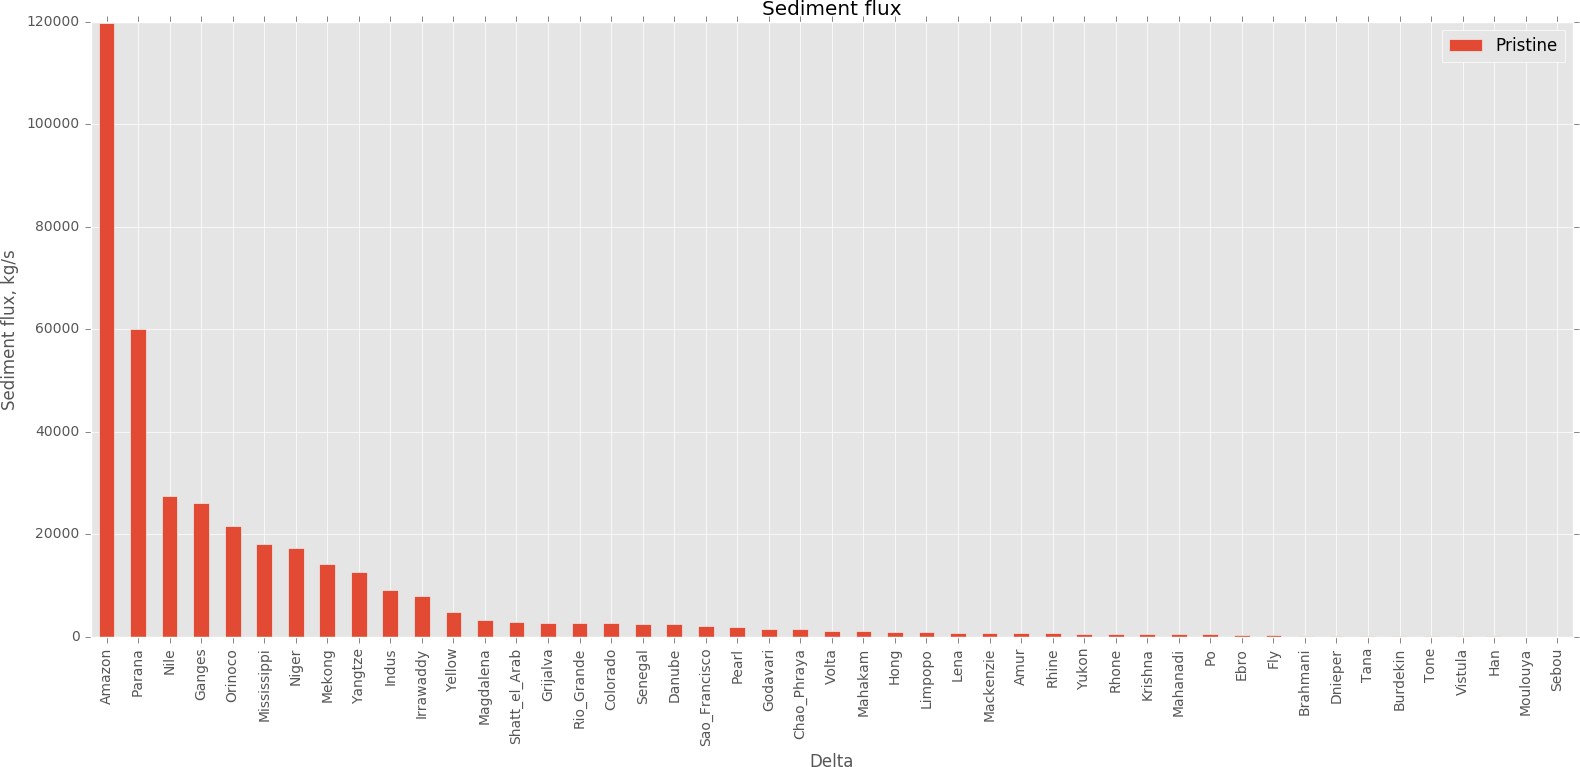 Sediment flux
Pristine
Sediment flux, kg/s
120000
100000
80000
60000
40000
20000
0
Amazon
Parana
Nile
Ganges
Orinoco
Mississippi
Niger
Mekong
Yangtze
Indus
Irrawaddy
Yellow
Magdalena
Shatt_el_Arab
Grijalva
Rio_Grande
Colorado
Senegal
Danube
Sao_Francisco
Pearl
Godavari
Chao_Phraya
Volta
Mahakam
Hong
Limpopo
Lena
Mackenzie
Amur
Rhine
Yukon
Rhone
Krishna
Mahanadi
Po
Ebro
Fly
Brahmani
Dnieper
Tana
Burdekin
Tone
Vistula
Han
Moulouya
Sebou
Delta